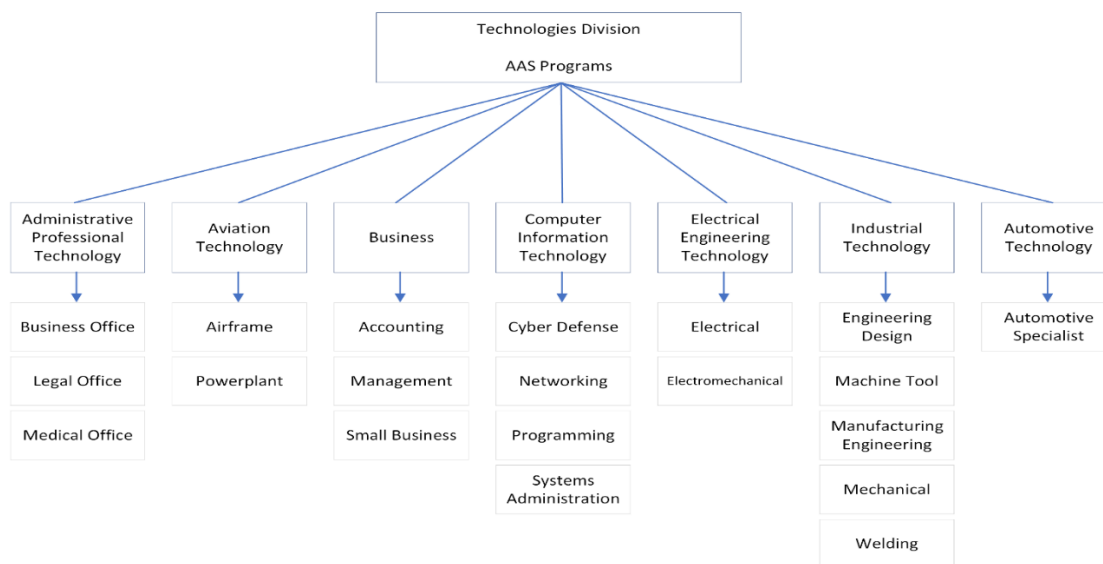 Technologies Division
AAS Programs
Administrative
Professional
Technology
Aviation
Technology
Business
Computer
Information
Technology
Electrical
Engineering
Technology
Industrial
Technology
Automotive
Technology
Business Office
Legal Office
Medical Office
Airframe
Powerplant
Accounting
Management
Small Business
Cyber Defense
Networking
Programming
Systems
Administration
Electrical
Electromechanical
Engineering
Design
Machine Tool
Manufacturing
Engineering
Mechanical
Welding
Automotive
Specialist